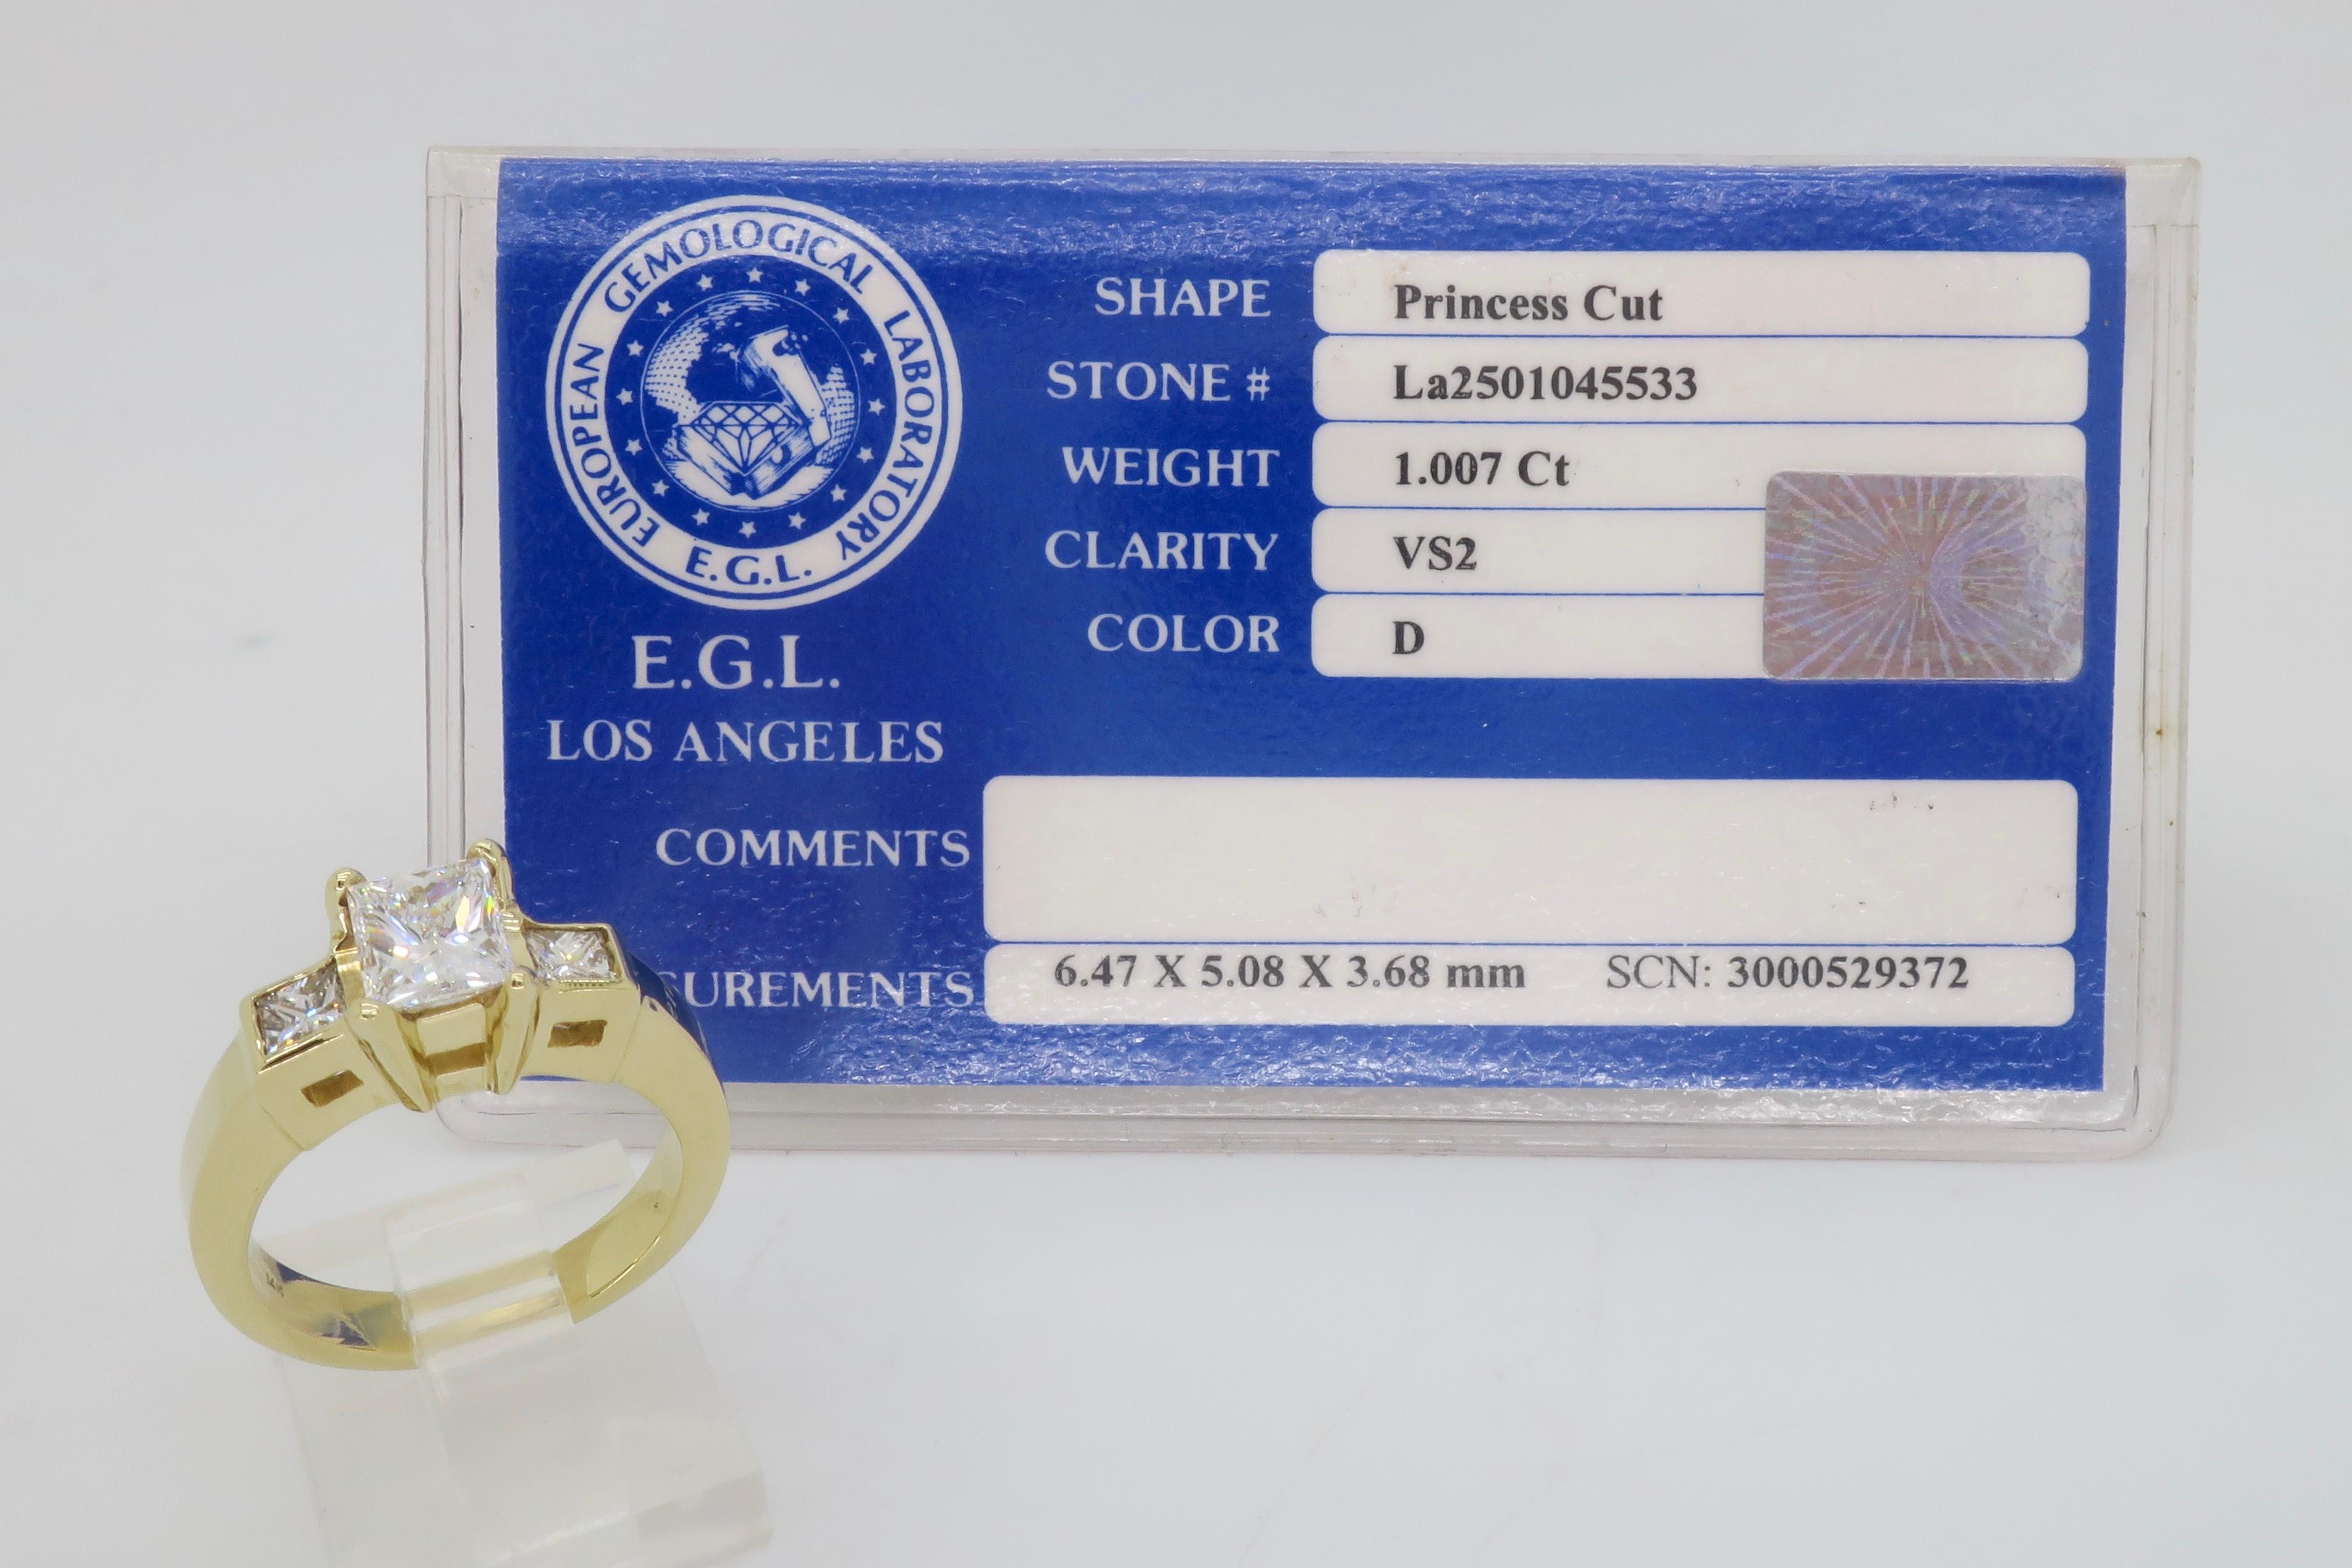 EUROPEAN GEMOLOGICAL LABORATORY
E.G.L.
E.G.L.
LOS ANGELES
SHAPE Princess Cut
STONE # La2501045533
WEIGHT 1.007 Ct
CLARITY VS2
COLOR D
COMMENTS
SUREMENTS 6.47 X 5.08 X 3.68 mm SCN: 3000529372